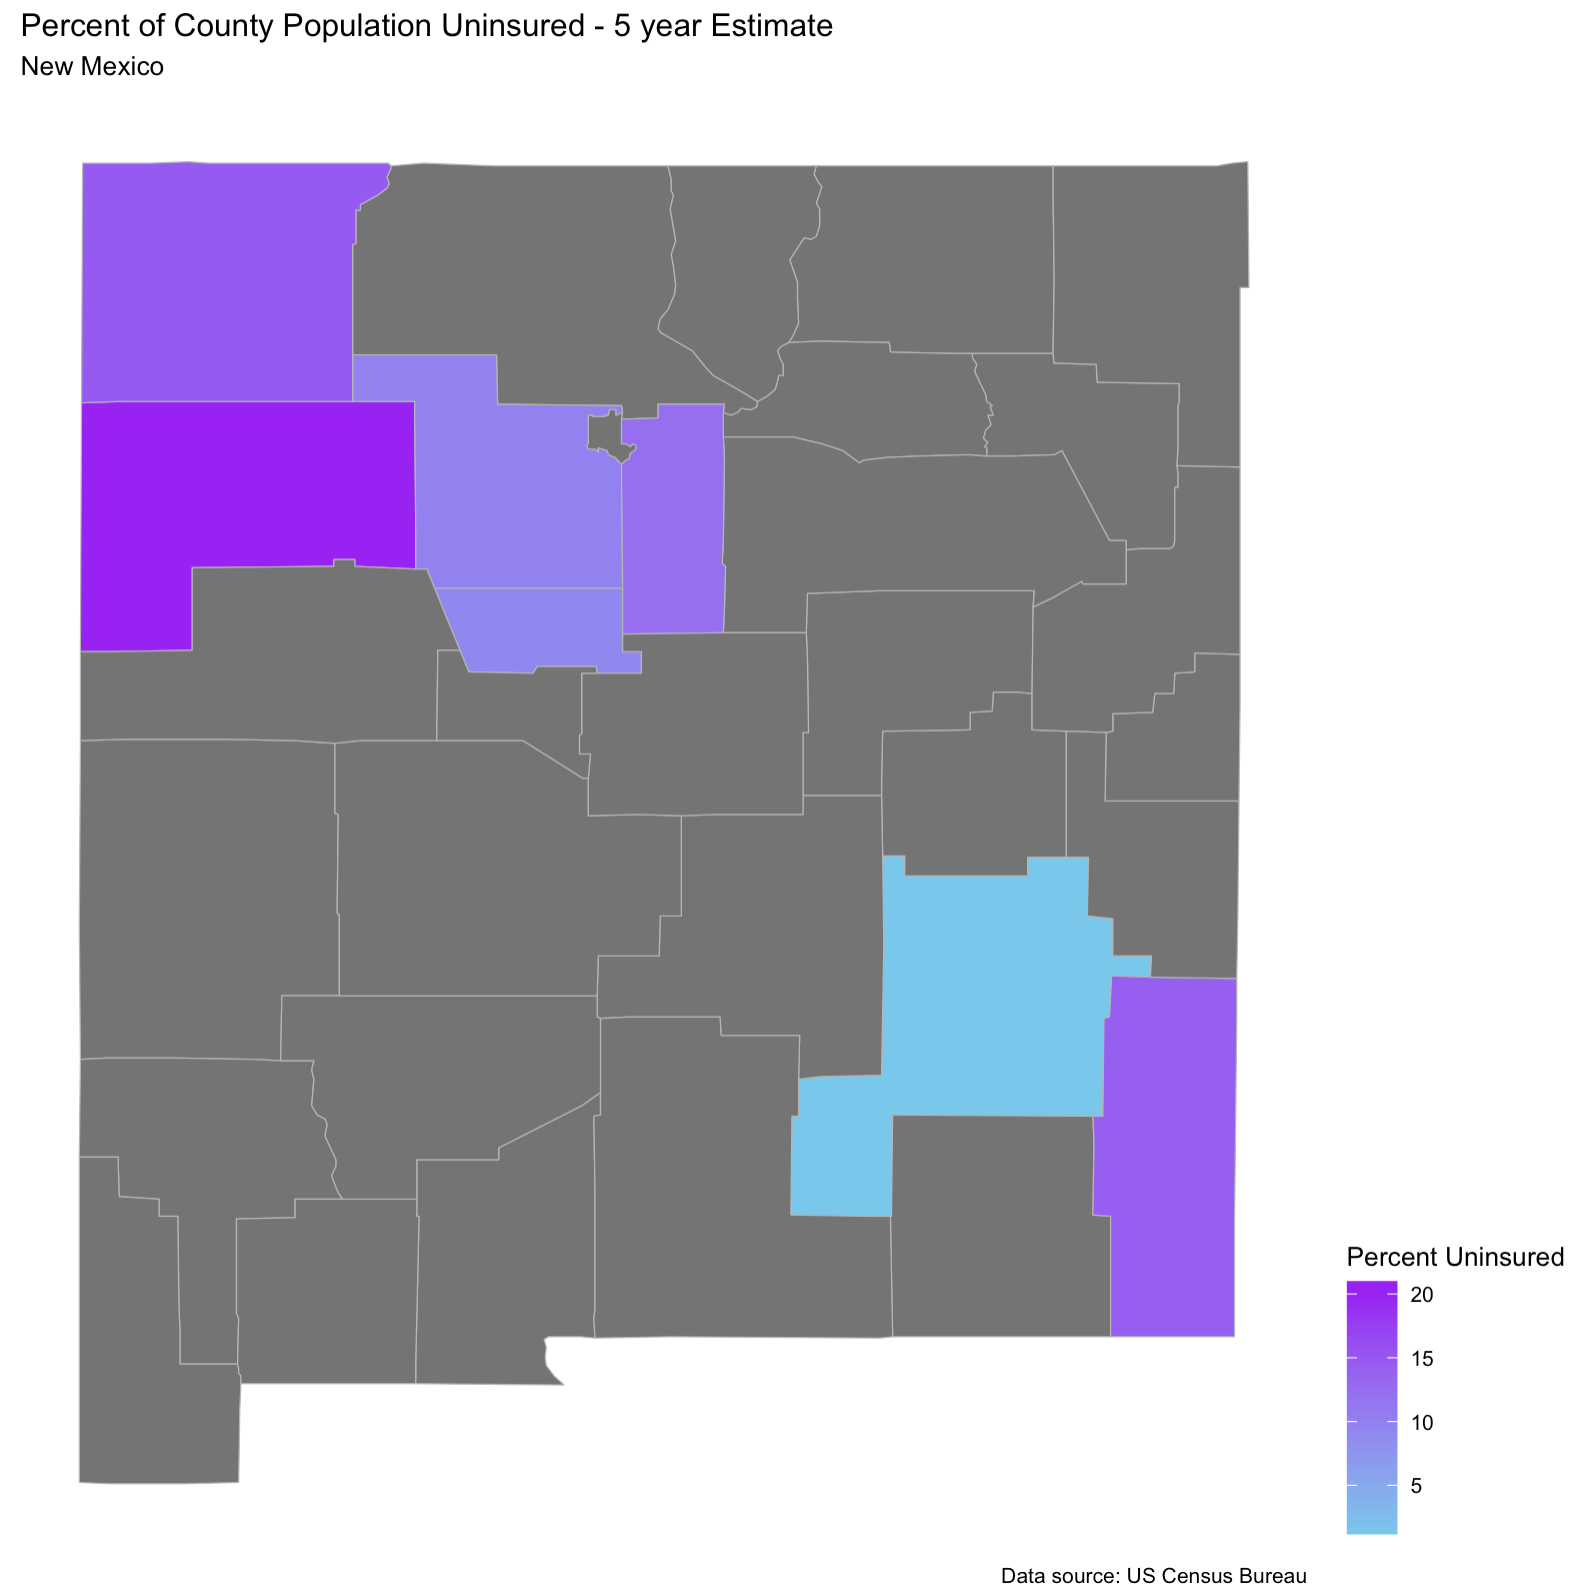 Percent of County Population Uninsured - 5 year Estimate
New Mexico
Percent Uninsured
20
15
10
5
Data source: US Census Bureau